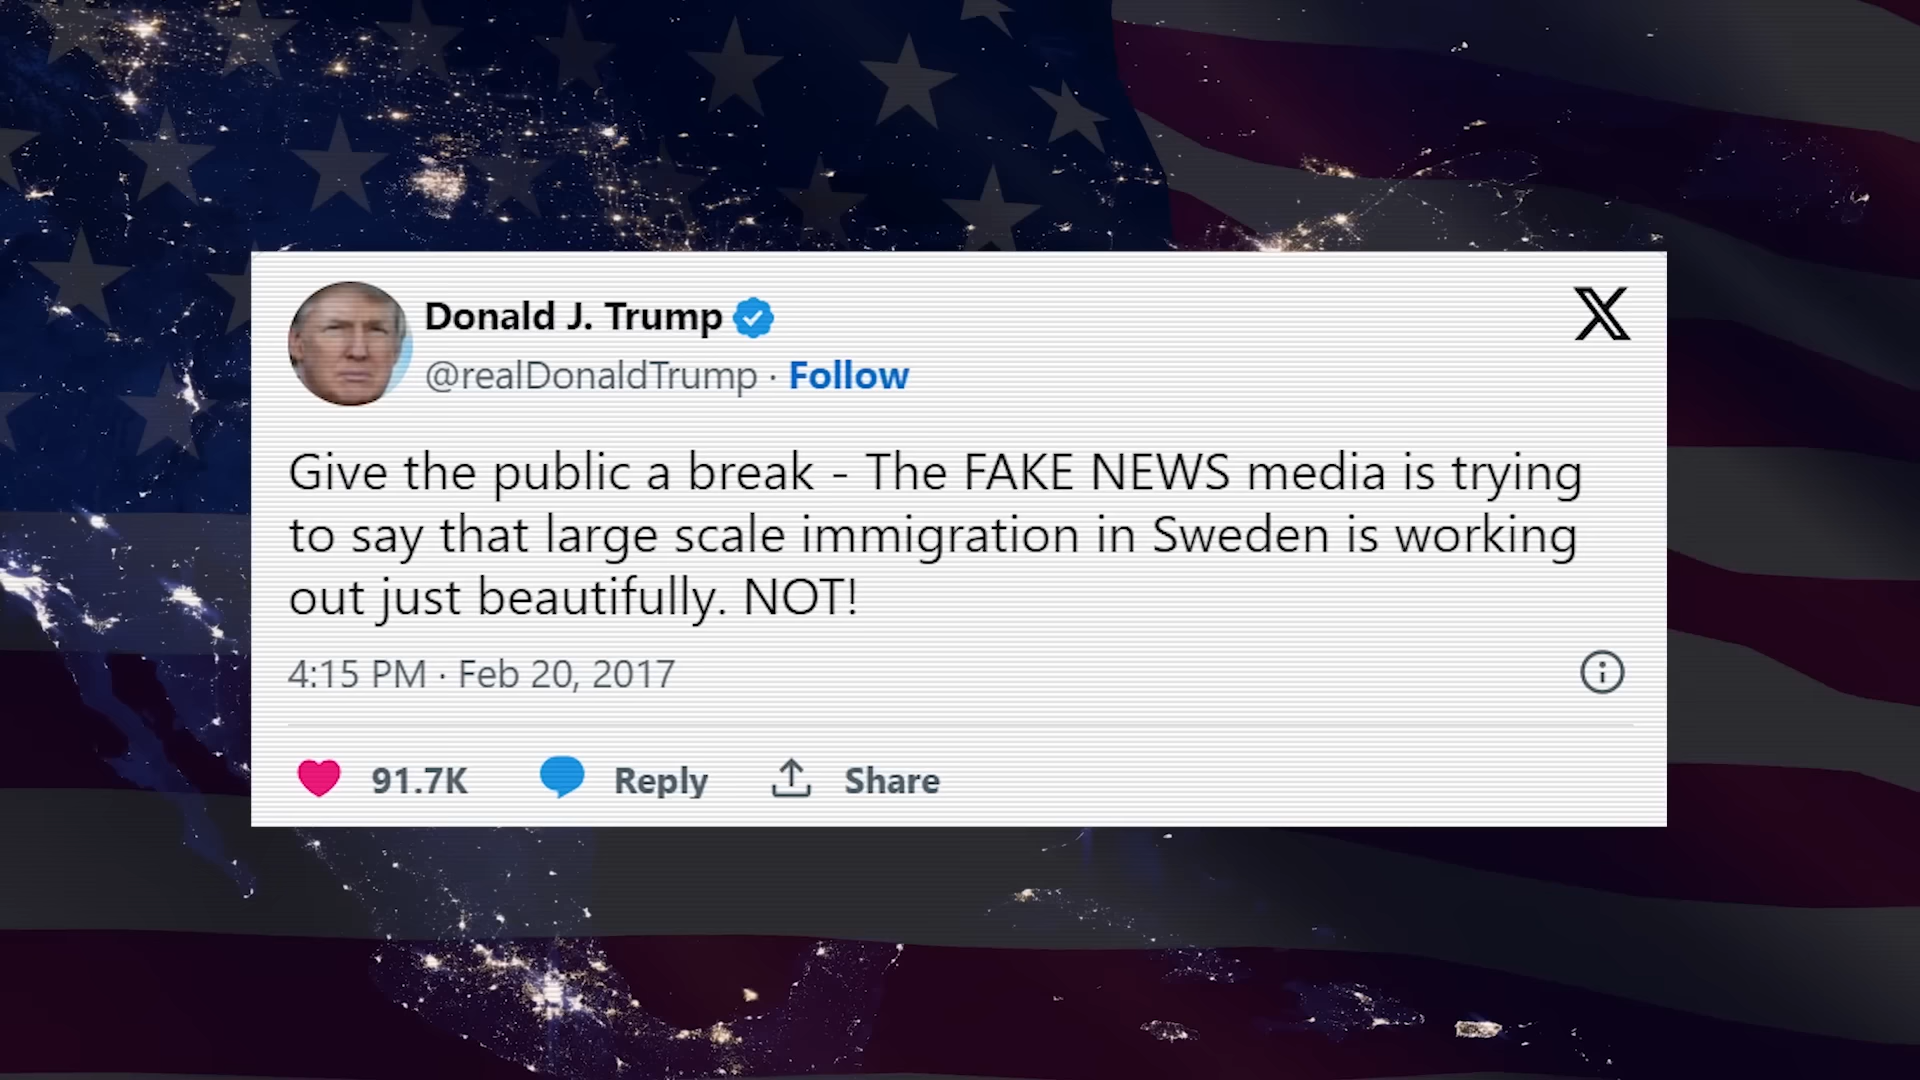 Donald J. Trump
@realDonaldTrump · Follow
Give the public a break - The FAKE NEWS media is trying
to say that large scale immigration in Sweden is working
out just beautifully. NOT!
4:15 PM · Feb 20, 2017
91.7K Reply Share